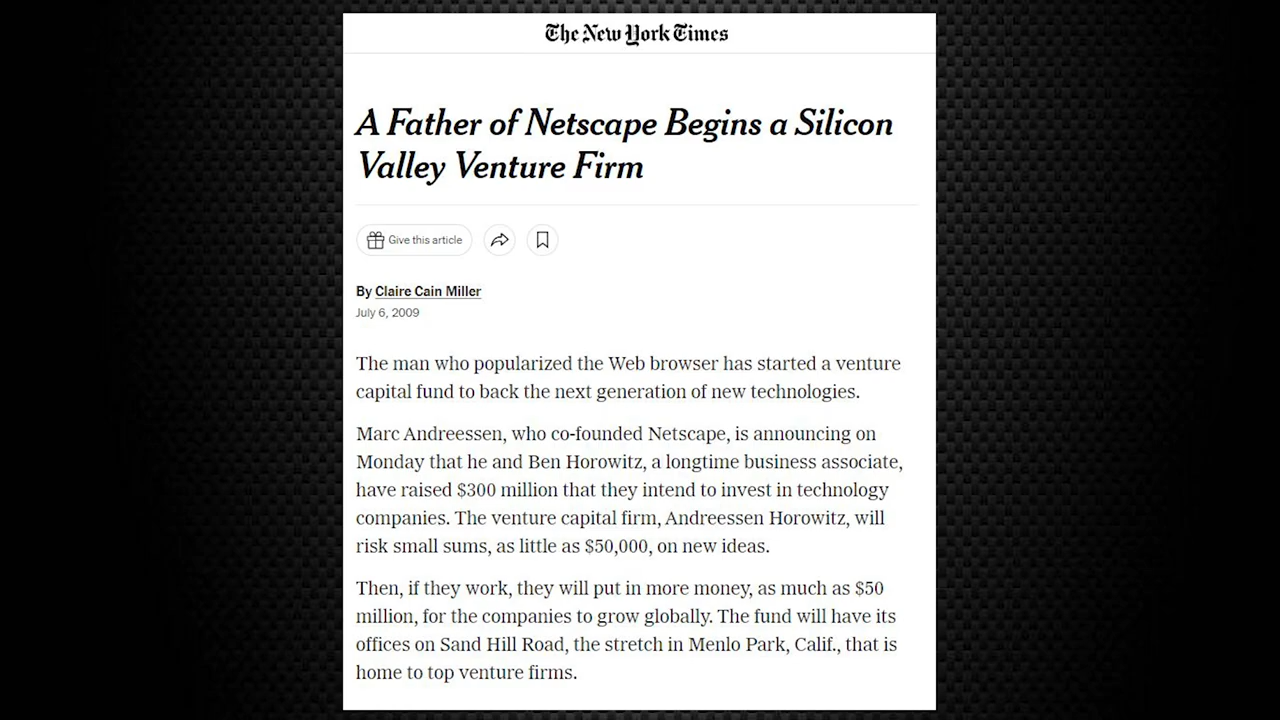 The New York Times
A Father of Netscape Begins a Silicon
Valley Venture Firm
Give this article
By Claire Cain Miller
July 6, 2009
The man who popularized the Web browser has started a venture
capital fund to back the next generation of new technologies.
Marc Andreessen, who co-founded Netscape, is announcing on
Monday that he and Ben Horowitz, a longtime business associate,
have raised $300 million that they intend to invest in technology
companies. The venture capital firm, Andreessen Horowitz, will
risk small sums, as little as $50,000, on new ideas.
Then, if they work, they will put in more money, as much as $50
million, for the companies to grow globally. The fund will have its
offices on Sand Hill Road, the stretch in Menlo Park, Calif., that is
home to top venture firms.